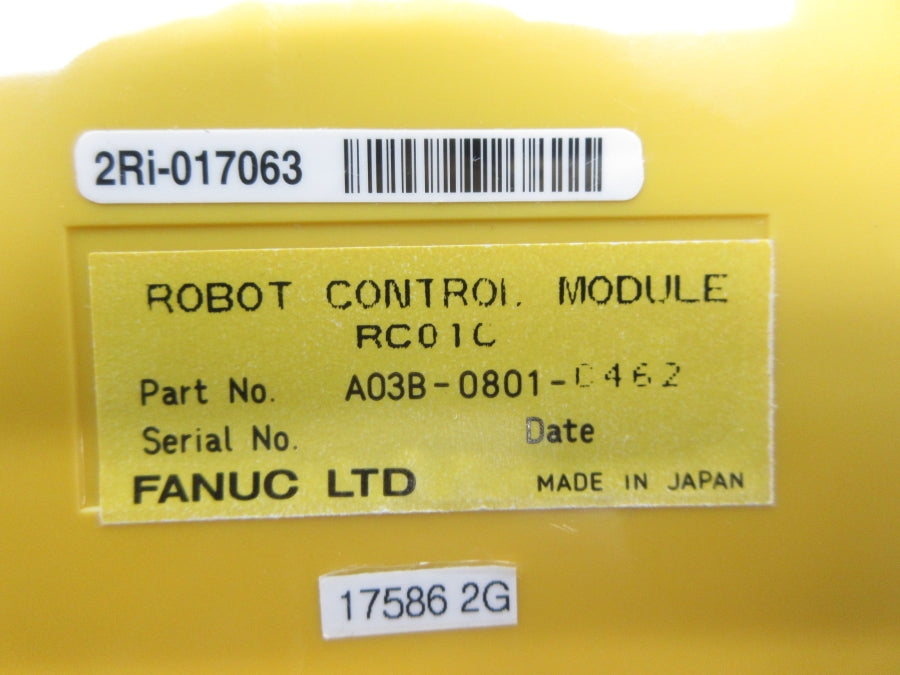 2Ri-017063
ROBOT CONTROL MODULE
RC01C
Part No. A03B-0801-C462
Serial No. Date
FANUC LTD MADE IN JAPAN
17586 2G